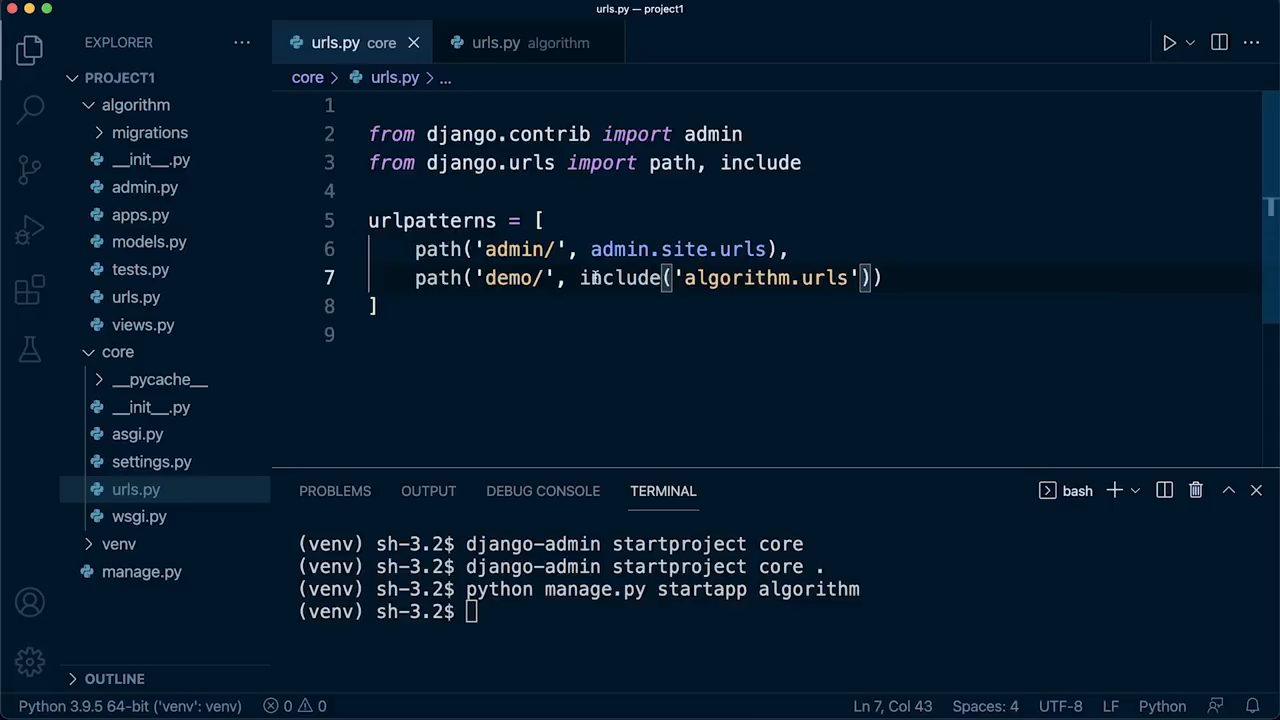 urls.py — project1
EXPLORER ...
urls.py core
urls.py algorithm
PROJECT1
core > urls.py > ...
algorithm
migrations
__init__.py
admin.py
apps.py
models.py
tests.py
urls.py
views.py
core
__pycache__
__init__.py
asgi.py
settings.py
urls.py
wsgi.py
venv
manage.py
OUTLINE
1
2 from django.contrib import admin
3 from django.urls import path, include
4
5 urlpatterns = [
6 path('admin/', admin.site.urls),
7 path('demo/', include('algorithm.urls'))
8 ]
9
PROBLEMS OUTPUT DEBUG CONSOLE TERMINAL bash
(venv) sh-3.2$ django-admin startproject core
(venv) sh-3.2$ django-admin startproject core .
(venv) sh-3.2$ python manage.py startapp algorithm
(venv) sh-3.2$
Python 3.9.5 64-bit ('venv': venv) 0 0 Ln 7, Col 43 Spaces: 4 UTF-8 LF Python